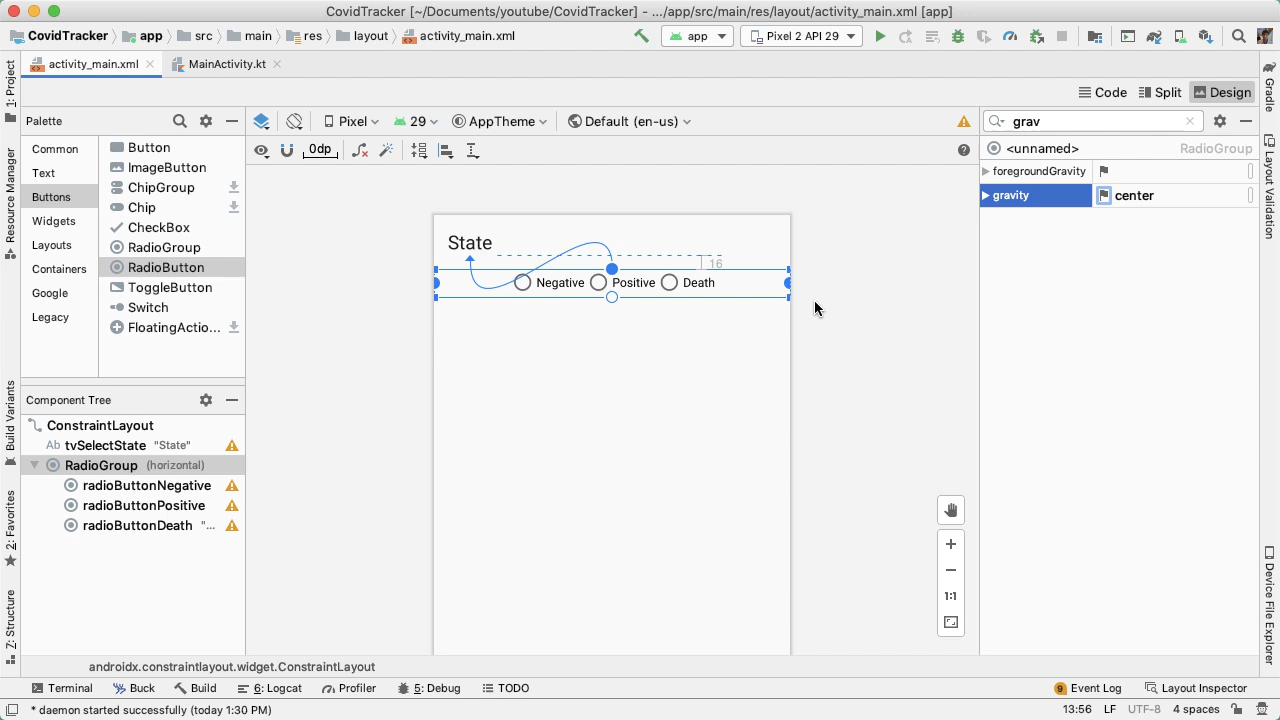 CovidTracker [~/Documents/youtube/CovidTracker] - .../app/src/main/res/layout/activity_main.xml [app]
CovidTracker app src main res layout activity_main.xml app Pixel 2 API 29
activity_main.xml MainActivity.kt
Code Split Design
Palette
Common
Text
Buttons
Widgets
Layouts
Containers
Google
Legacy
Button
ImageButton
ChipGroup
Chip
CheckBox
RadioGroup
RadioButton
ToggleButton
Switch
FloatingActio...
Component Tree
ConstraintLayout
Ab tvSelectState "State"
RadioGroup (horizontal)
radioButtonNegative
radioButtonPositive
radioButtonDeath "...
Pixel 29 AppTheme Default (en-us)
0dp
State
16
Negative Positive Death
1:1
grav
<unnamed> RadioGroup
foregroundGravity
gravity center
1: Project
Resource Manager
Build Variants
2: Favorites
Z: Structure
Gradle
Layout Validation
Device File Explorer
androidx.constraintlayout.widget.ConstraintLayout
Terminal Buck Build 6: Logcat Profiler 5: Debug TODO 9 Event Log Layout Inspector
* daemon started successfully (today 1:30 PM) 13:56 LF UTF-8 4 spaces